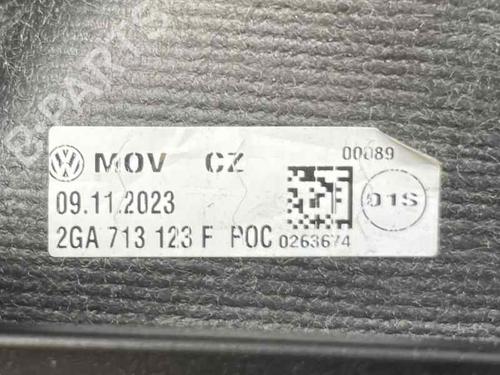 MOV CZ 00089
09.11.2023
01S
2GA 713 123 F POC 0263674
B-PARTS